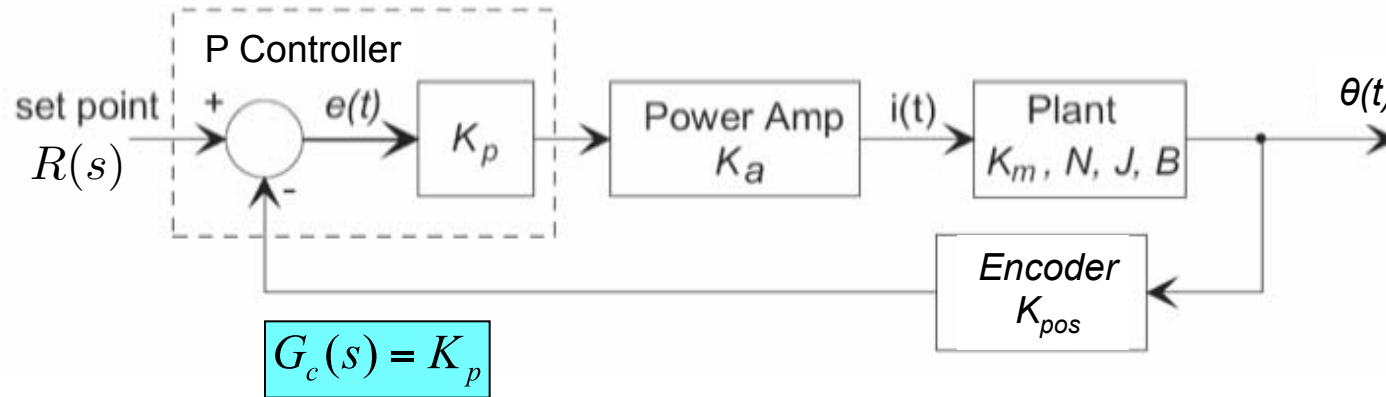 P Controller
set point
R(s)
+
-
e(t)
K_p
Power Amp
K_a
i(t)
Plant
K_m, N, J, B
θ(t)
Encoder
K_pos
G_c(s) = K_p